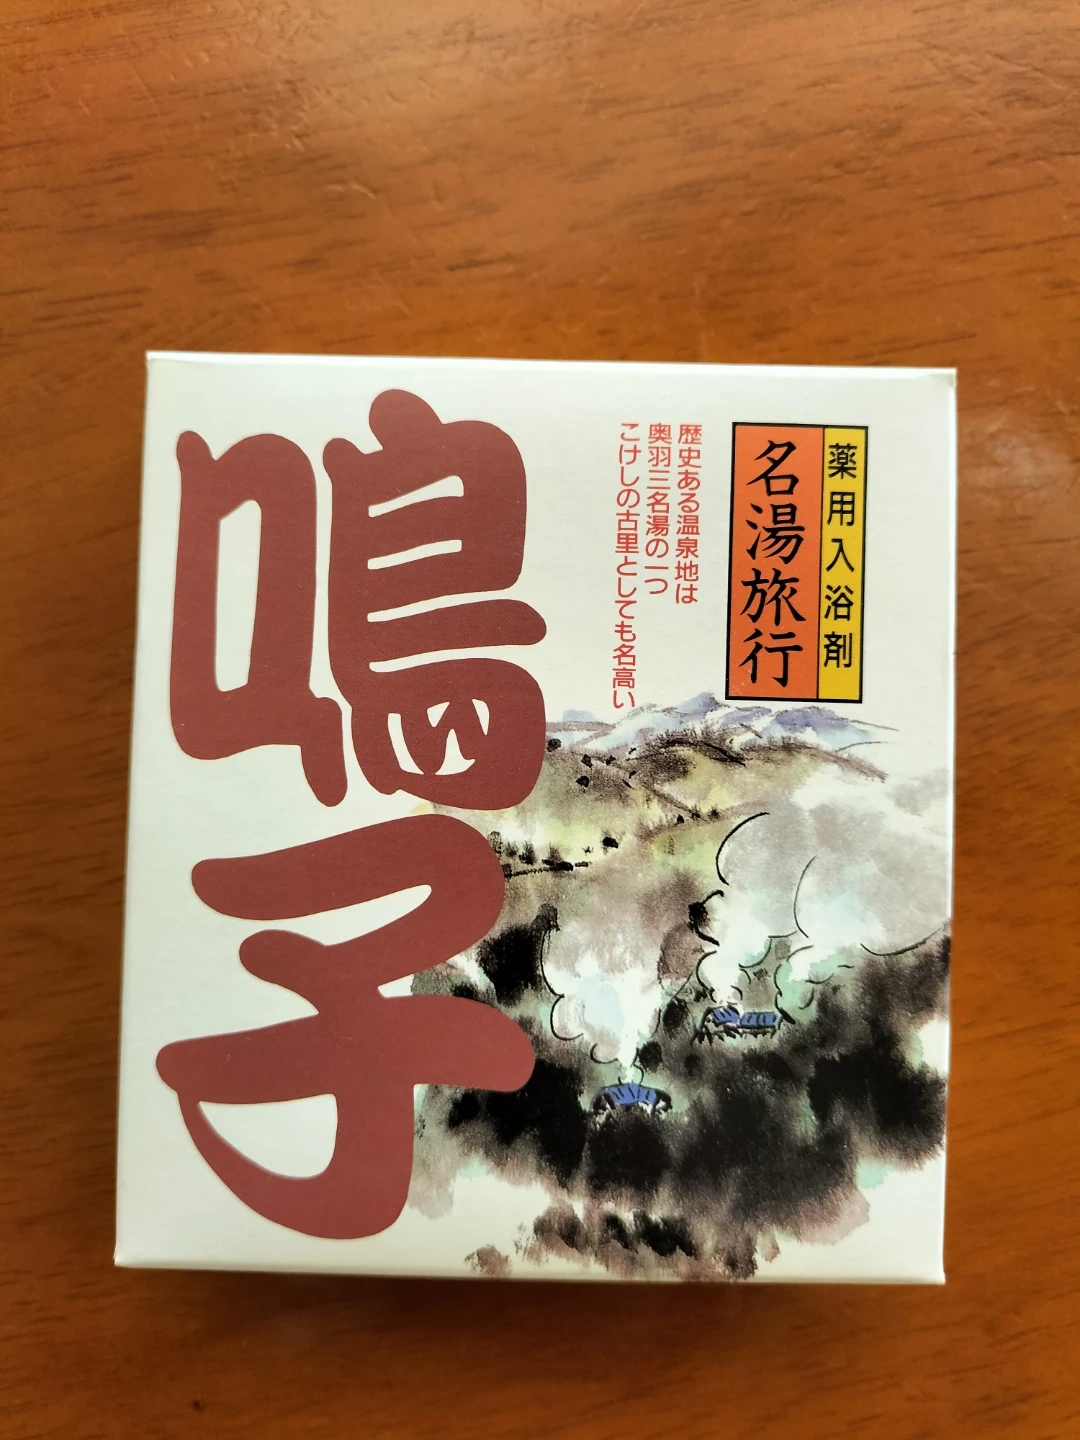 薬用入浴剤
名湯旅行
歴史ある温泉地は
奥羽三名湯の一つ
こけしの古里としても名高い
鳴子